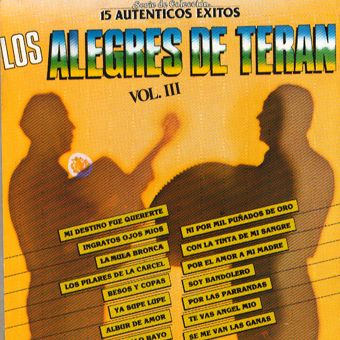 Serie de Colección
15 AUTENTICOS EXITOS
LOS ALEGRES DE TERAN
VOL. III
MI DESTINO FUE QUERERTE
INGRATOS OJOS MIOS
LA MULA BRONCA
LOS PILARES DE LA CARCEL
BESOS Y COPAS
YA SUPE LUPE
ALBUR DE AMOR
BAYO
NI POR MIL PUÑADOS DE ORO
CON LA TINTA DE MI SANGRE
POR EL AMOR A MI MADRE
SOY BANDOLERO
POR LAS PARRANDAS
TE VAS ANGEL MIO
SE ME VAN LAS GANAS